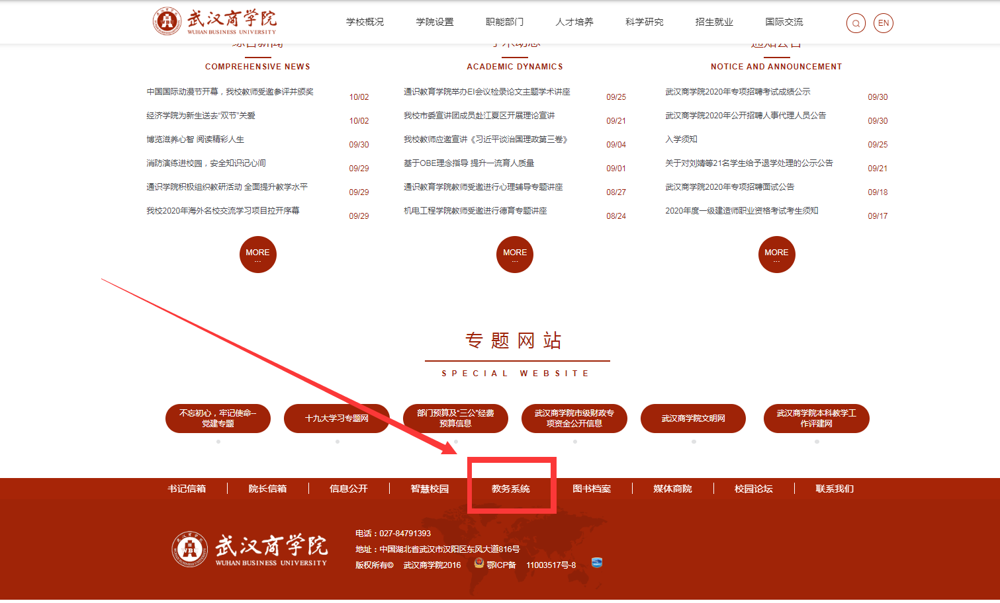 武汉商学院
WUHAN BUSINESS UNIVERSITY
学校概况 学院设置 职能部门 人才培养 科学研究 招生就业 国际交流
EN
综合新闻 学术动态 通知公告
COMPREHENSIVE NEWS
中国国际动漫节开幕，我校教师受邀参评并颁奖 10/02
经济学院为新生送去“双节”关爱 10/02
博览滋养心智 阅读精彩人生 09/30
消防演练进校园，安全知识记心间 09/29
通识学院积极组织教研活动 全面提升教学水平 09/29
我校2020年海外名校交流学习项目拉开序幕 09/29
MORE
...
ACADEMIC DYNAMICS
通识教育学院举办EI会议检录论文主题学术讲座 09/25
我校市委宣讲团成员赴江夏区开展理论宣讲 09/21
我校教师应邀宣讲《习近平谈治国理政第三卷》 09/04
基于OBE理念指导 提升一流育人质量 09/01
通识教育学院教师受邀进行心理辅导专题讲座 08/27
机电工程学院教师受邀进行德育专题讲座 08/24
MORE
...
NOTICE AND ANNOUNCEMENT
武汉商学院2020年专项招聘考试成绩公示 09/30
武汉商学院2020年公开招聘人事代理人员公告 09/30
入学须知 09/25
关于对刘婧等21名学生给予退学处理的公示公告 09/21
武汉商学院2020年专项招聘面试公告 09/18
2020年度一级建造师职业资格考试考生须知 09/17
MORE
...
专题网站
SPECIAL WEBSITE
不忘初心，牢记使命--
党建专题
十九大学习专题网
部门预算及“三公”经费
预算信息
武汉商学院市级财政专
项资金公开信息
武汉商学院文明网
武汉商学院本科教学工
作评建网
书记信箱 院长信箱 信息公开 智慧校园 教务系统 图书档案 媒体商院 校园论坛 联系我们
武汉商学院
WUHAN BUSINESS UNIVERSITY
电话：027-84791393
地址：中国湖北省武汉市汉阳区东风大道816号
版权所有© 武汉商学院2016 鄂ICP备 11003517号-8